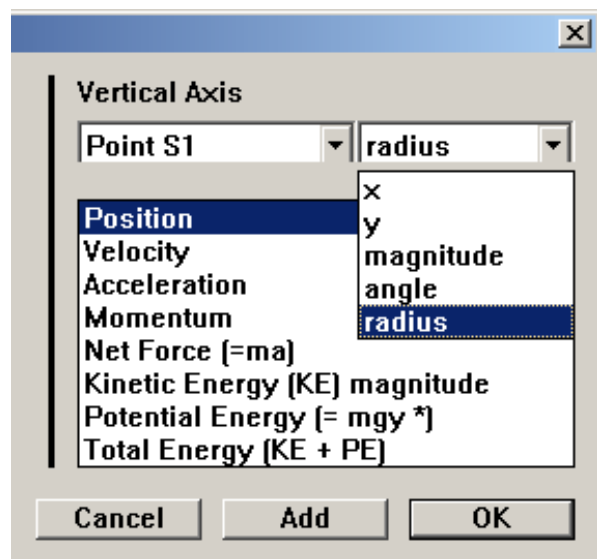 Vertical Axis
Point S1
radius
x
y
magnitude
angle
radius
Position
Velocity
Acceleration
Momentum
Net Force (=ma)
Kinetic Energy (KE) magnitude
Potential Energy (= mgy *)
Total Energy (KE + PE)
Cancel
Add
OK